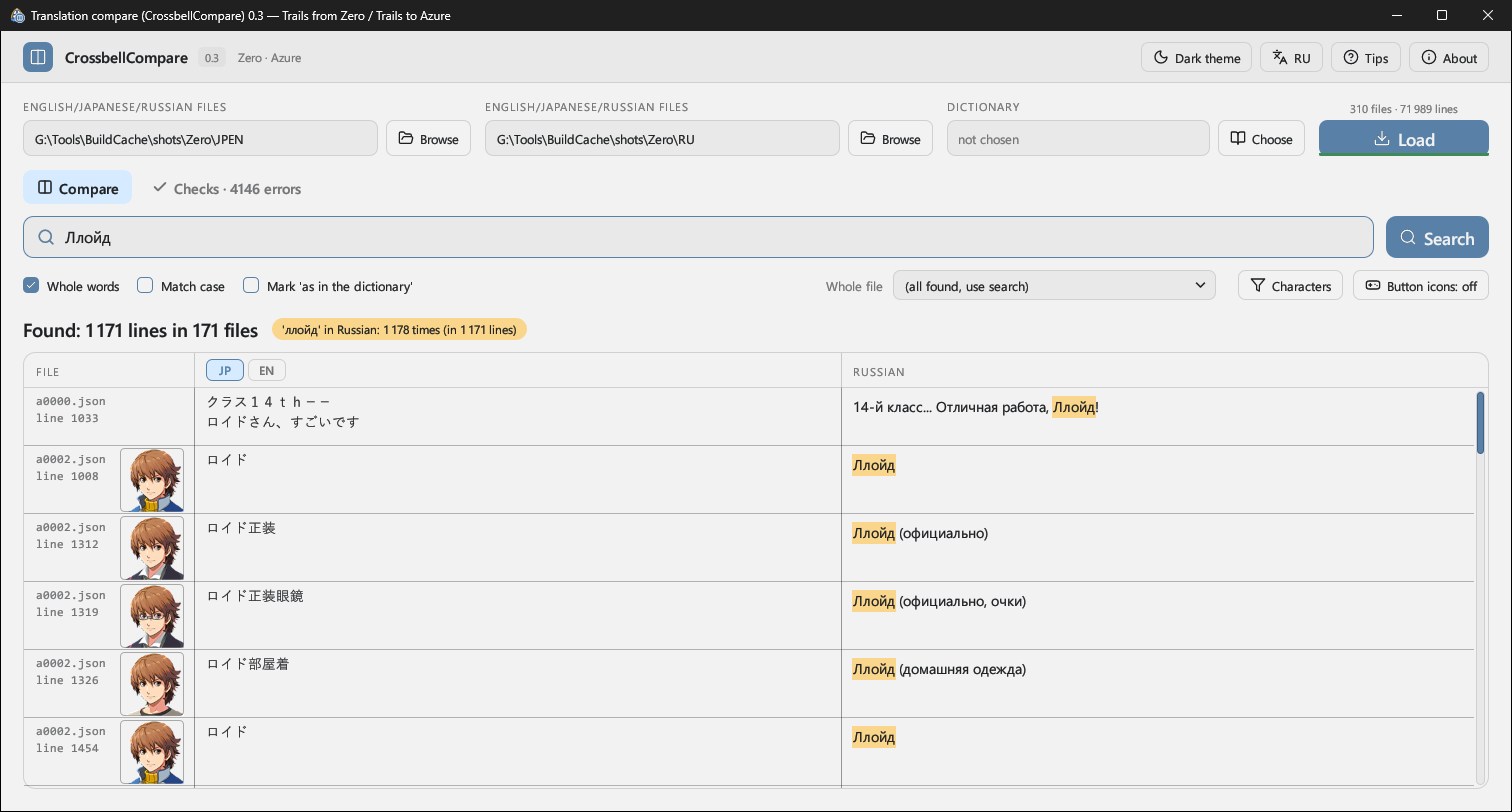 Translation compare (CrossbellCompare) 0.3 — Trails from Zero / Trails to Azure
CrossbellCompare 0.3 Zero · Azure
Dark theme
RU
Tips
About
ENGLISH/JAPANESE/RUSSIAN FILES
ENGLISH/JAPANESE/RUSSIAN FILES
DICTIONARY
310 files · 71 989 lines
G:\Tools\BuildCache\shots\Zero\JPEN
Browse
G:\Tools\BuildCache\shots\Zero\RU
Browse
not chosen
Choose
Load
Compare
Checks · 4146 errors
Ллойд
Search
Whole words
Match case
Mark 'as in the dictionary'
Whole file
(all found, use search)
Characters
Button icons: off
Found: 1 171 lines in 171 files
'ллойд' in Russian: 1 178 times (in 1 171 lines)
FILE
JP
EN
RUSSIAN
a0000.json
line 1033
クラス１４ｔｈ－－
ロイドさん、すごいです
14-й класс... Отличная работа, Ллойд!
a0002.json
line 1008
ロイド
Ллойд
a0002.json
line 1312
ロイド正装
Ллойд (официально)
a0002.json
line 1319
ロイド正装眼鏡
Ллойд (официально, очки)
a0002.json
line 1326
ロイド部屋着
Ллойд (домашняя одежда)
a0002.json
line 1454
ロイド
Ллойд